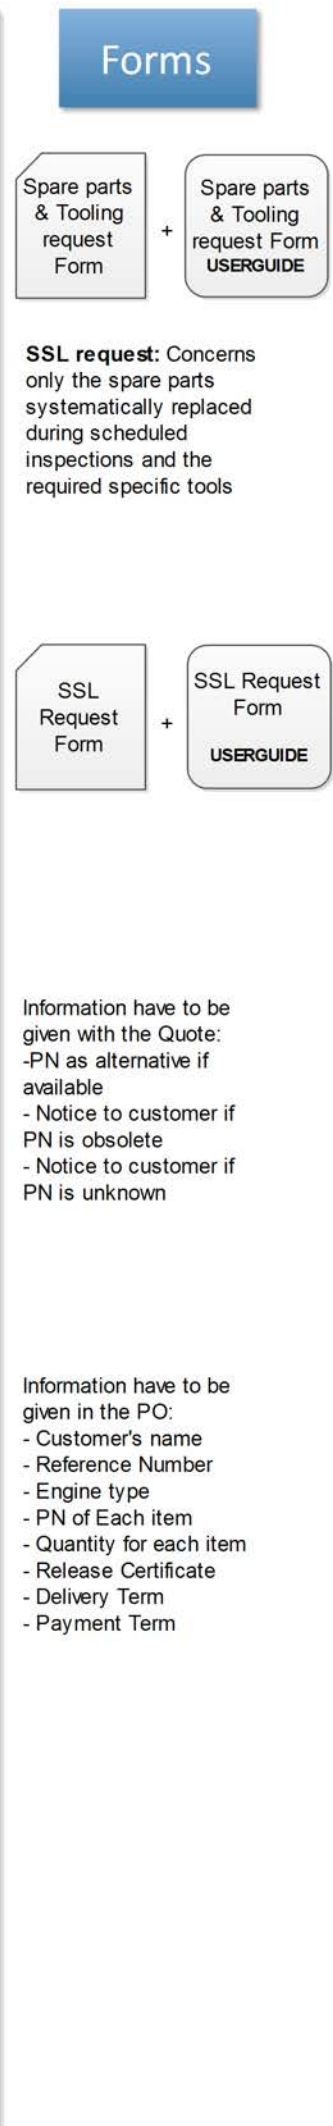 Forms
Spare parts
& Tooling
request
Form
+
Spare parts
& Tooling
request Form
USERGUIDE
SSL request: Concerns
only the spare parts
systematically replaced
during scheduled
inspections and the
required specific tools
SSL
Request
Form
+
SSL Request
Form
USERGUIDE
Information have to be
given with the Quote:
-PN as alternative if
available
- Notice to customer if
PN is obsolete
- Notice to customer if
PN is unknown
Information have to be
given in the PO:
- Customer's name
- Reference Number
- Engine type
- PN of Each item
- Quantity for each item
- Release Certificate
- Delivery Term
- Payment Term